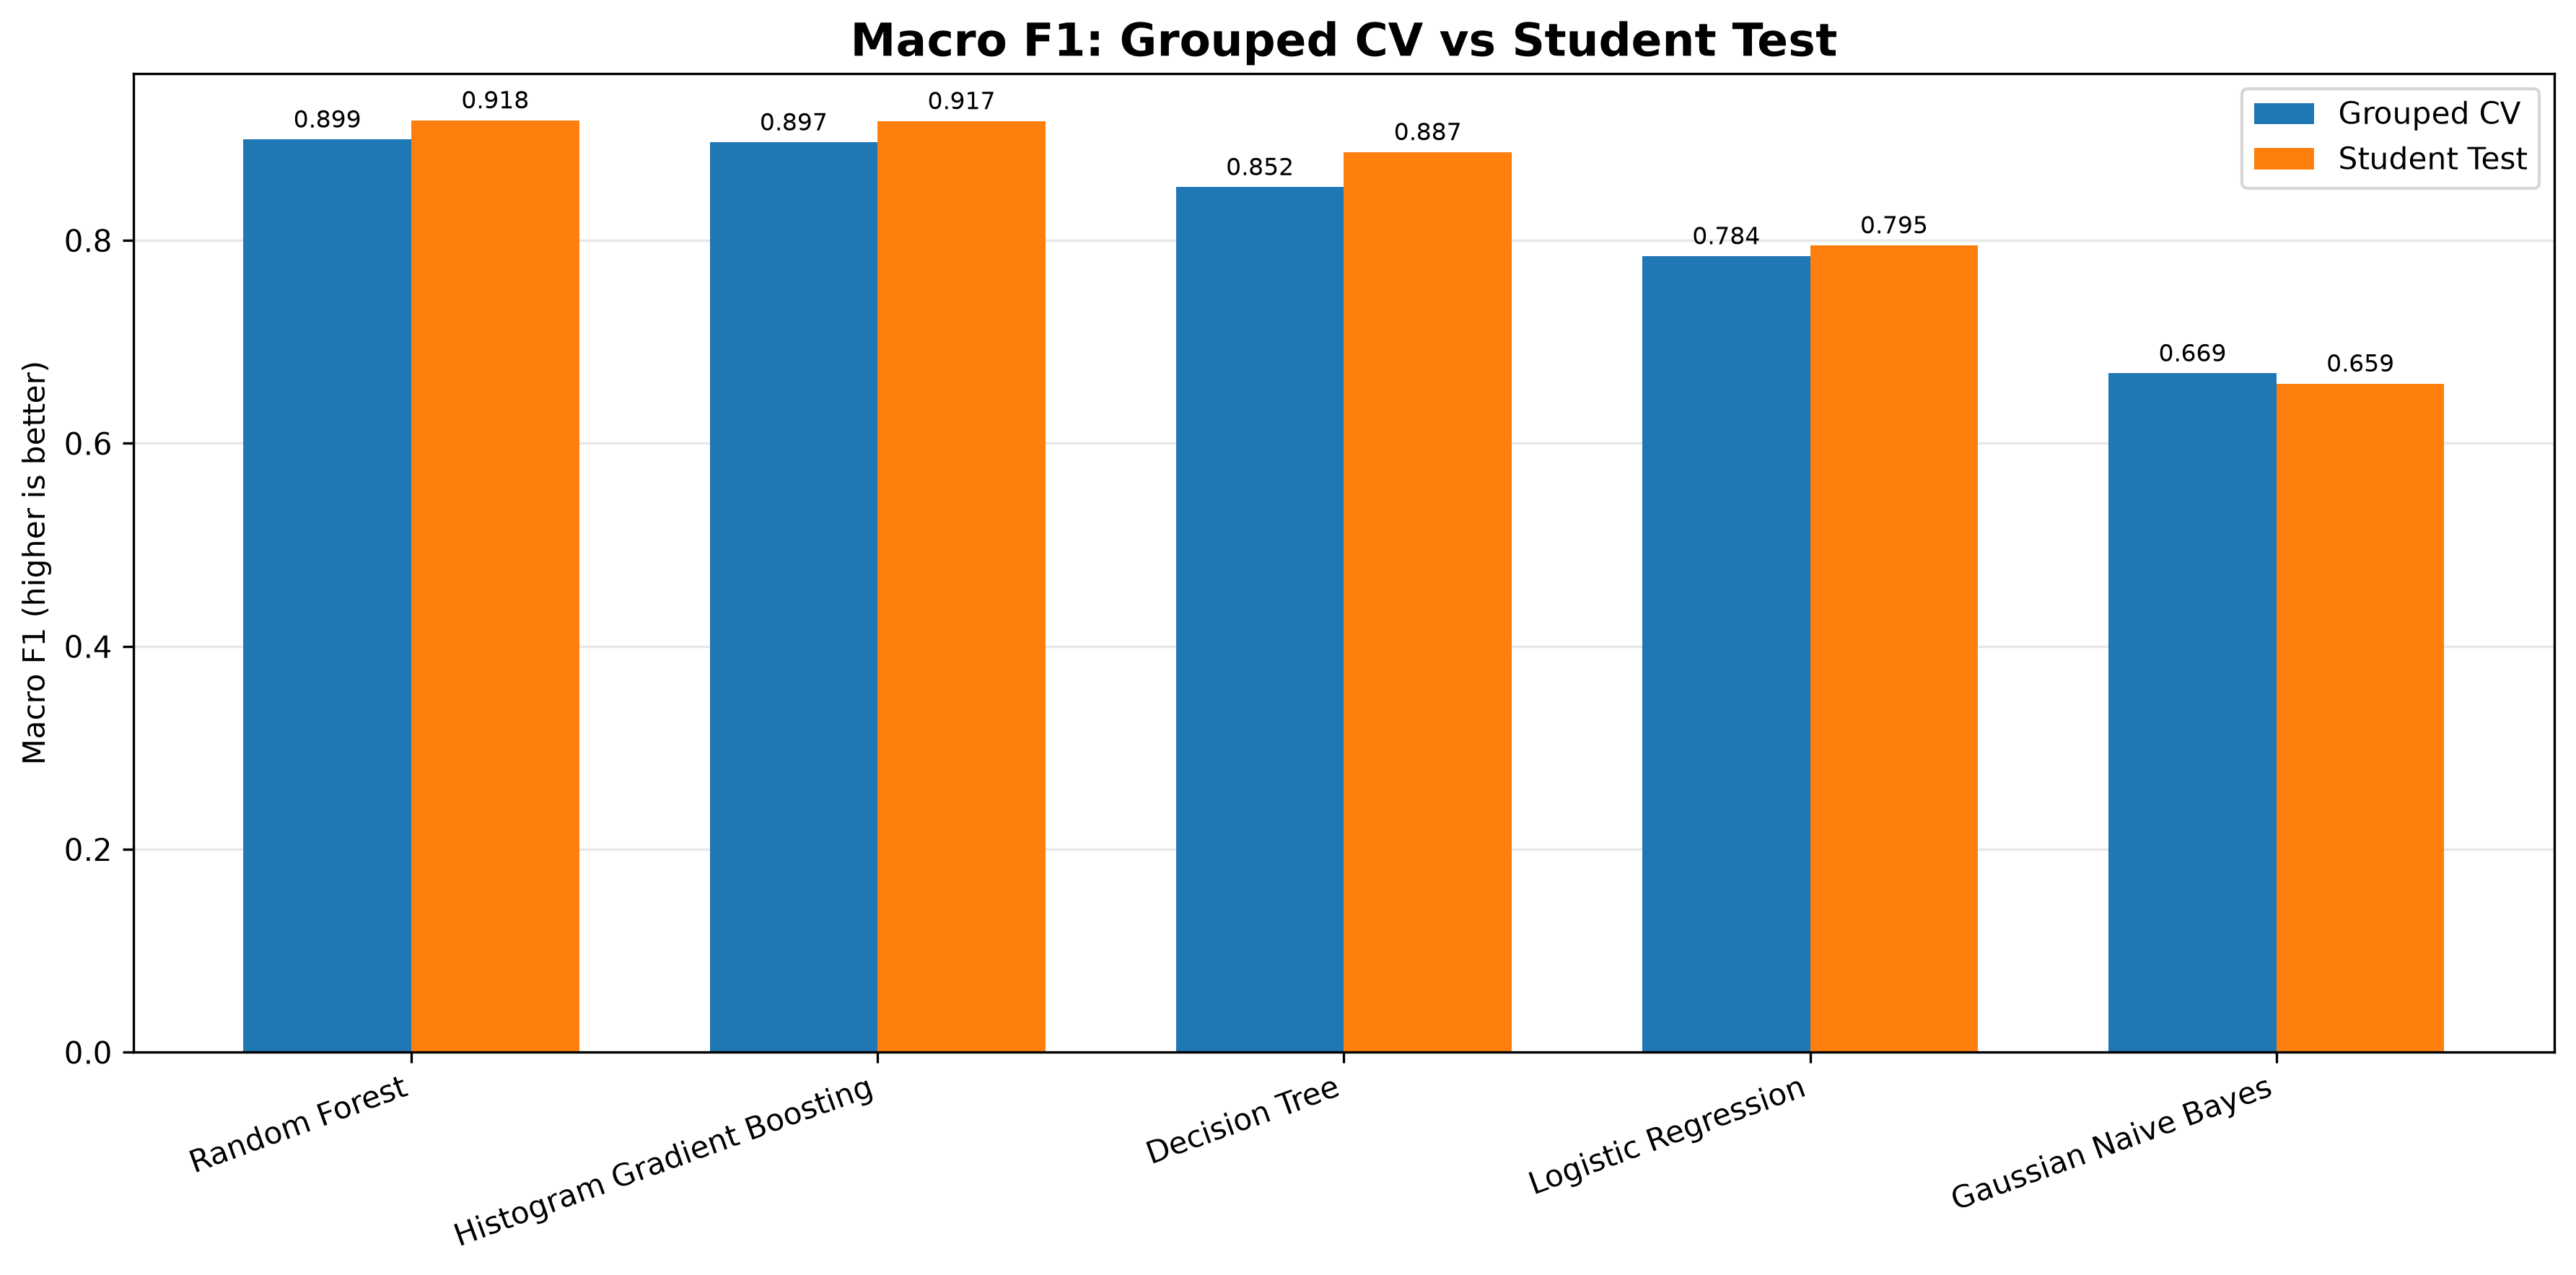 Macro F1: Grouped CV vs Student Test
Grouped CV
Student Test
Macro F1 (higher is better)
0.8
0.6
0.4
0.2
0.0
0.899
0.918
0.897
0.917
0.852
0.887
0.784
0.795
0.669
0.659
Random Forest
Histogram Gradient Boosting
Decision Tree
Logistic Regression
Gaussian Naive Bayes